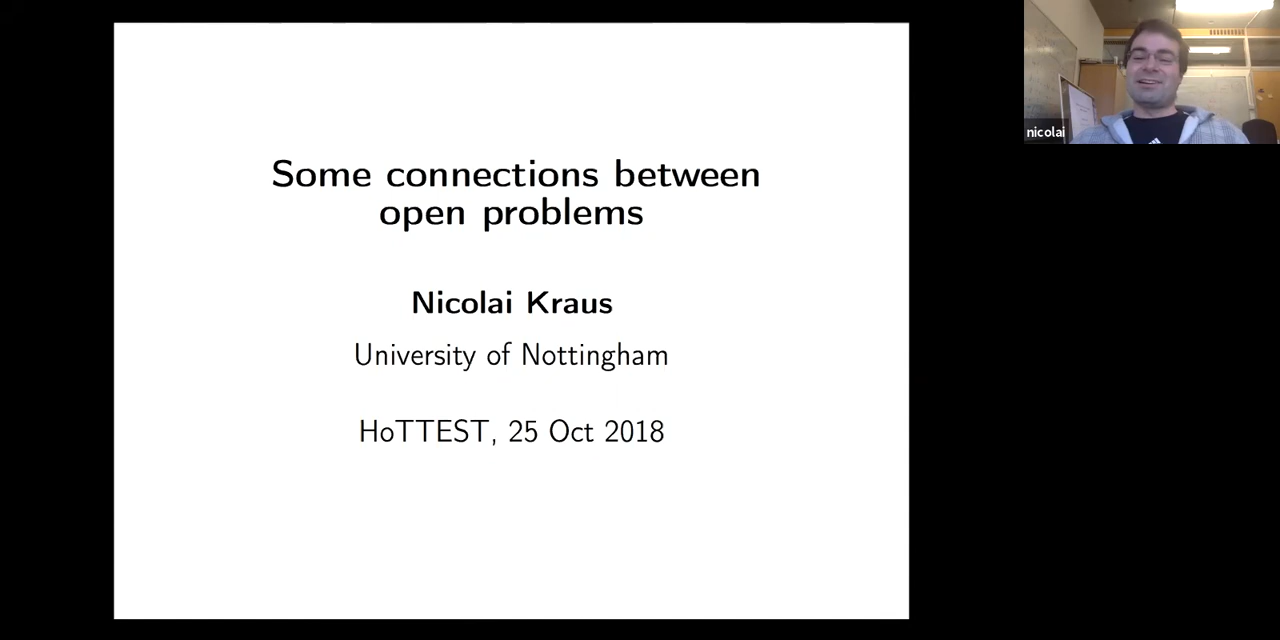 Some connections between
open problems
Nicolai Kraus
University of Nottingham
HoTTEST, 25 Oct 2018
nicolai